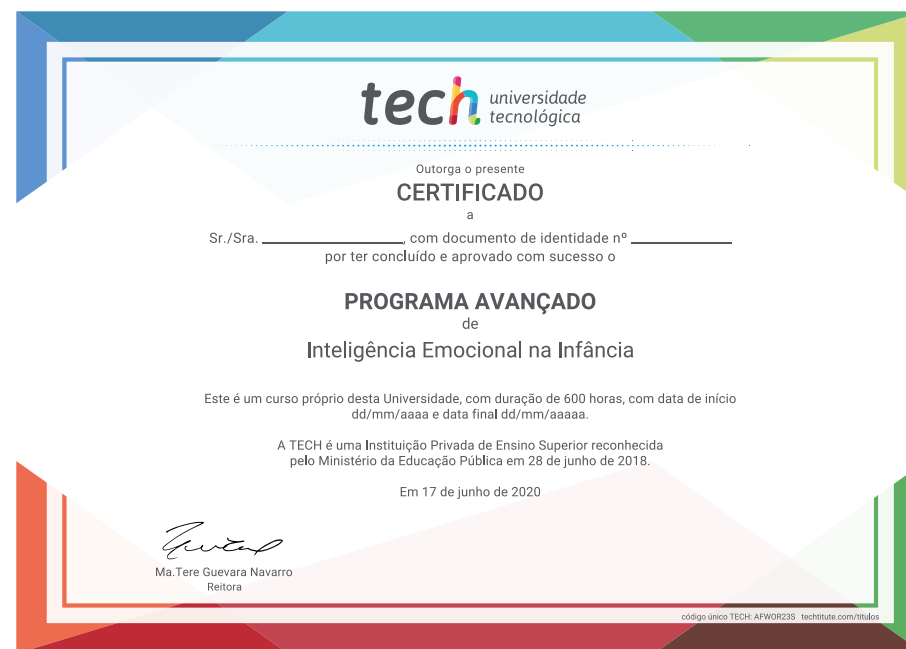 tech universidade
tecnológica
Outorga o presente
CERTIFICADO
a
Sr./Sra. ________________, com documento de identidade nº ____________
por ter concluído e aprovado com sucesso o
PROGRAMA AVANÇADO
de
Inteligência Emocional na Infância
Este é um curso próprio desta Universidade, com duração de 600 horas, com data de início
dd/mm/aaaa e data final dd/mm/aaaaa.
A TECH é uma Instituição Privada de Ensino Superior reconhecida
pelo Ministério da Educação Pública em 28 de junho de 2018.
Em 17 de junho de 2020
Ma.Tere Guevara Navarro
Reitora
código único TECH: AFWOR23S techtitute.com/titulos